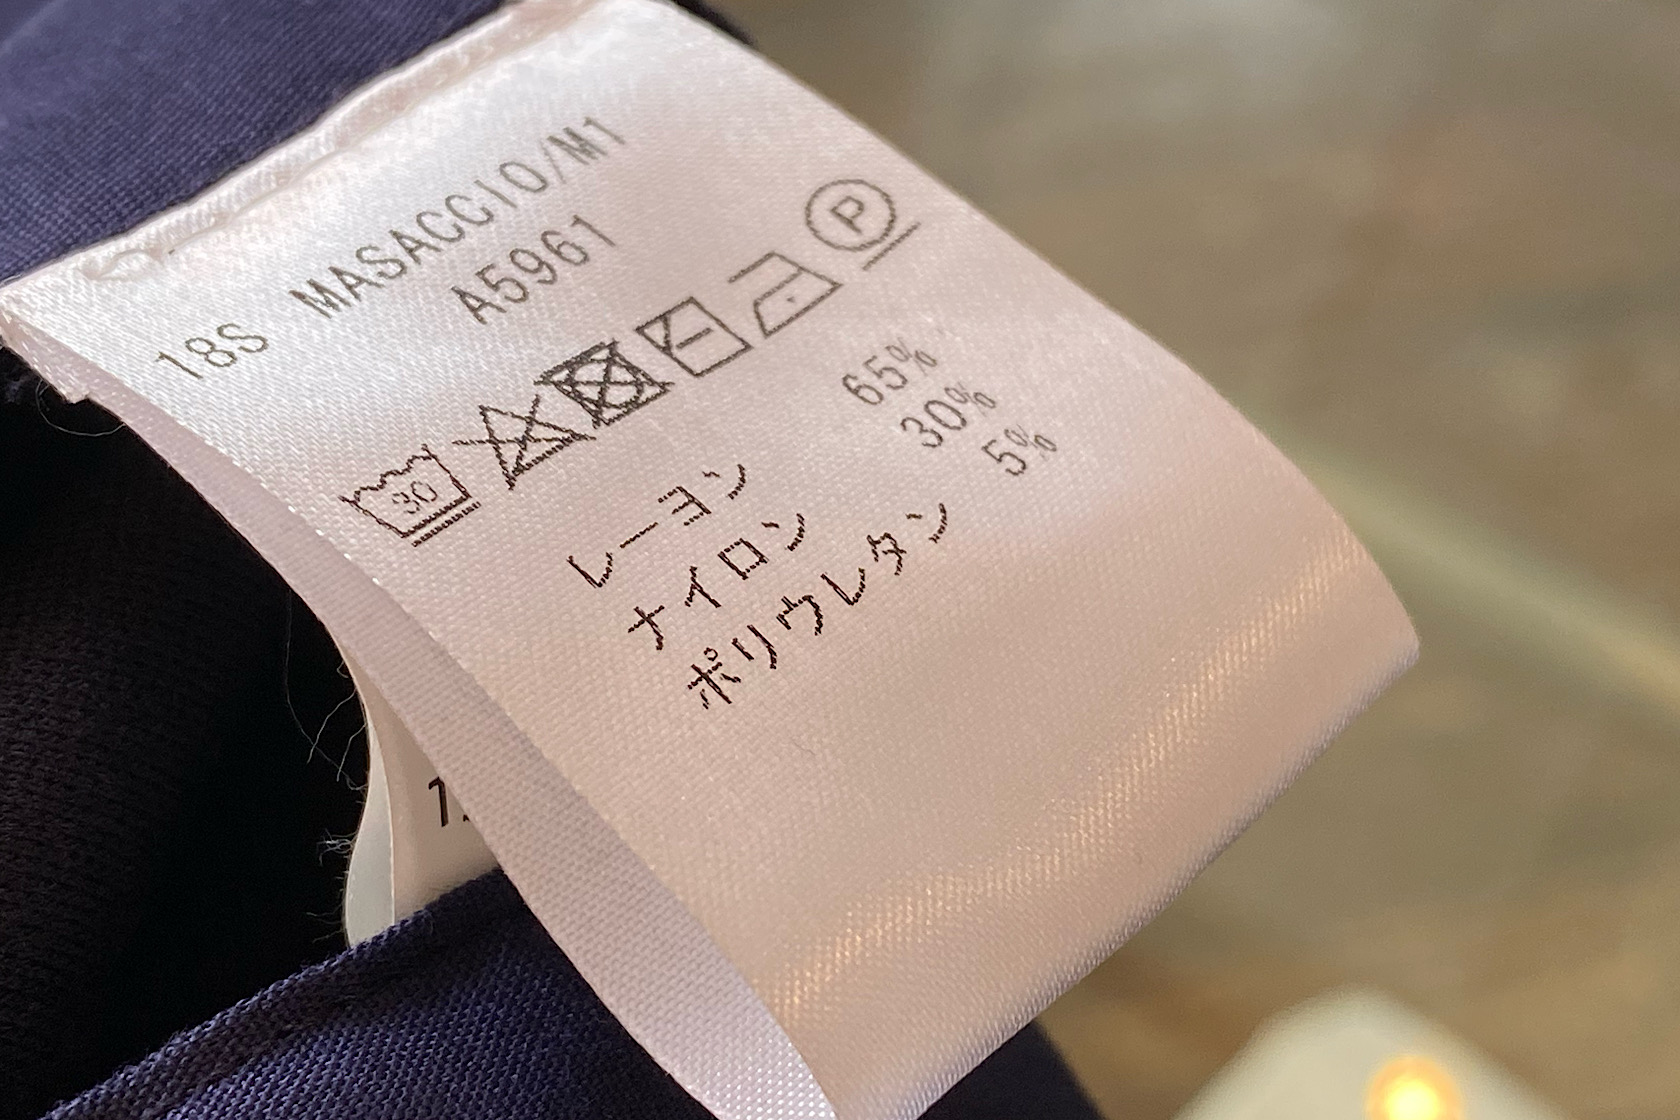 18S MASACCIO/M1
A5961
30 P
レーヨン 65%
ナイロン 30%
ポリウレタン 5%